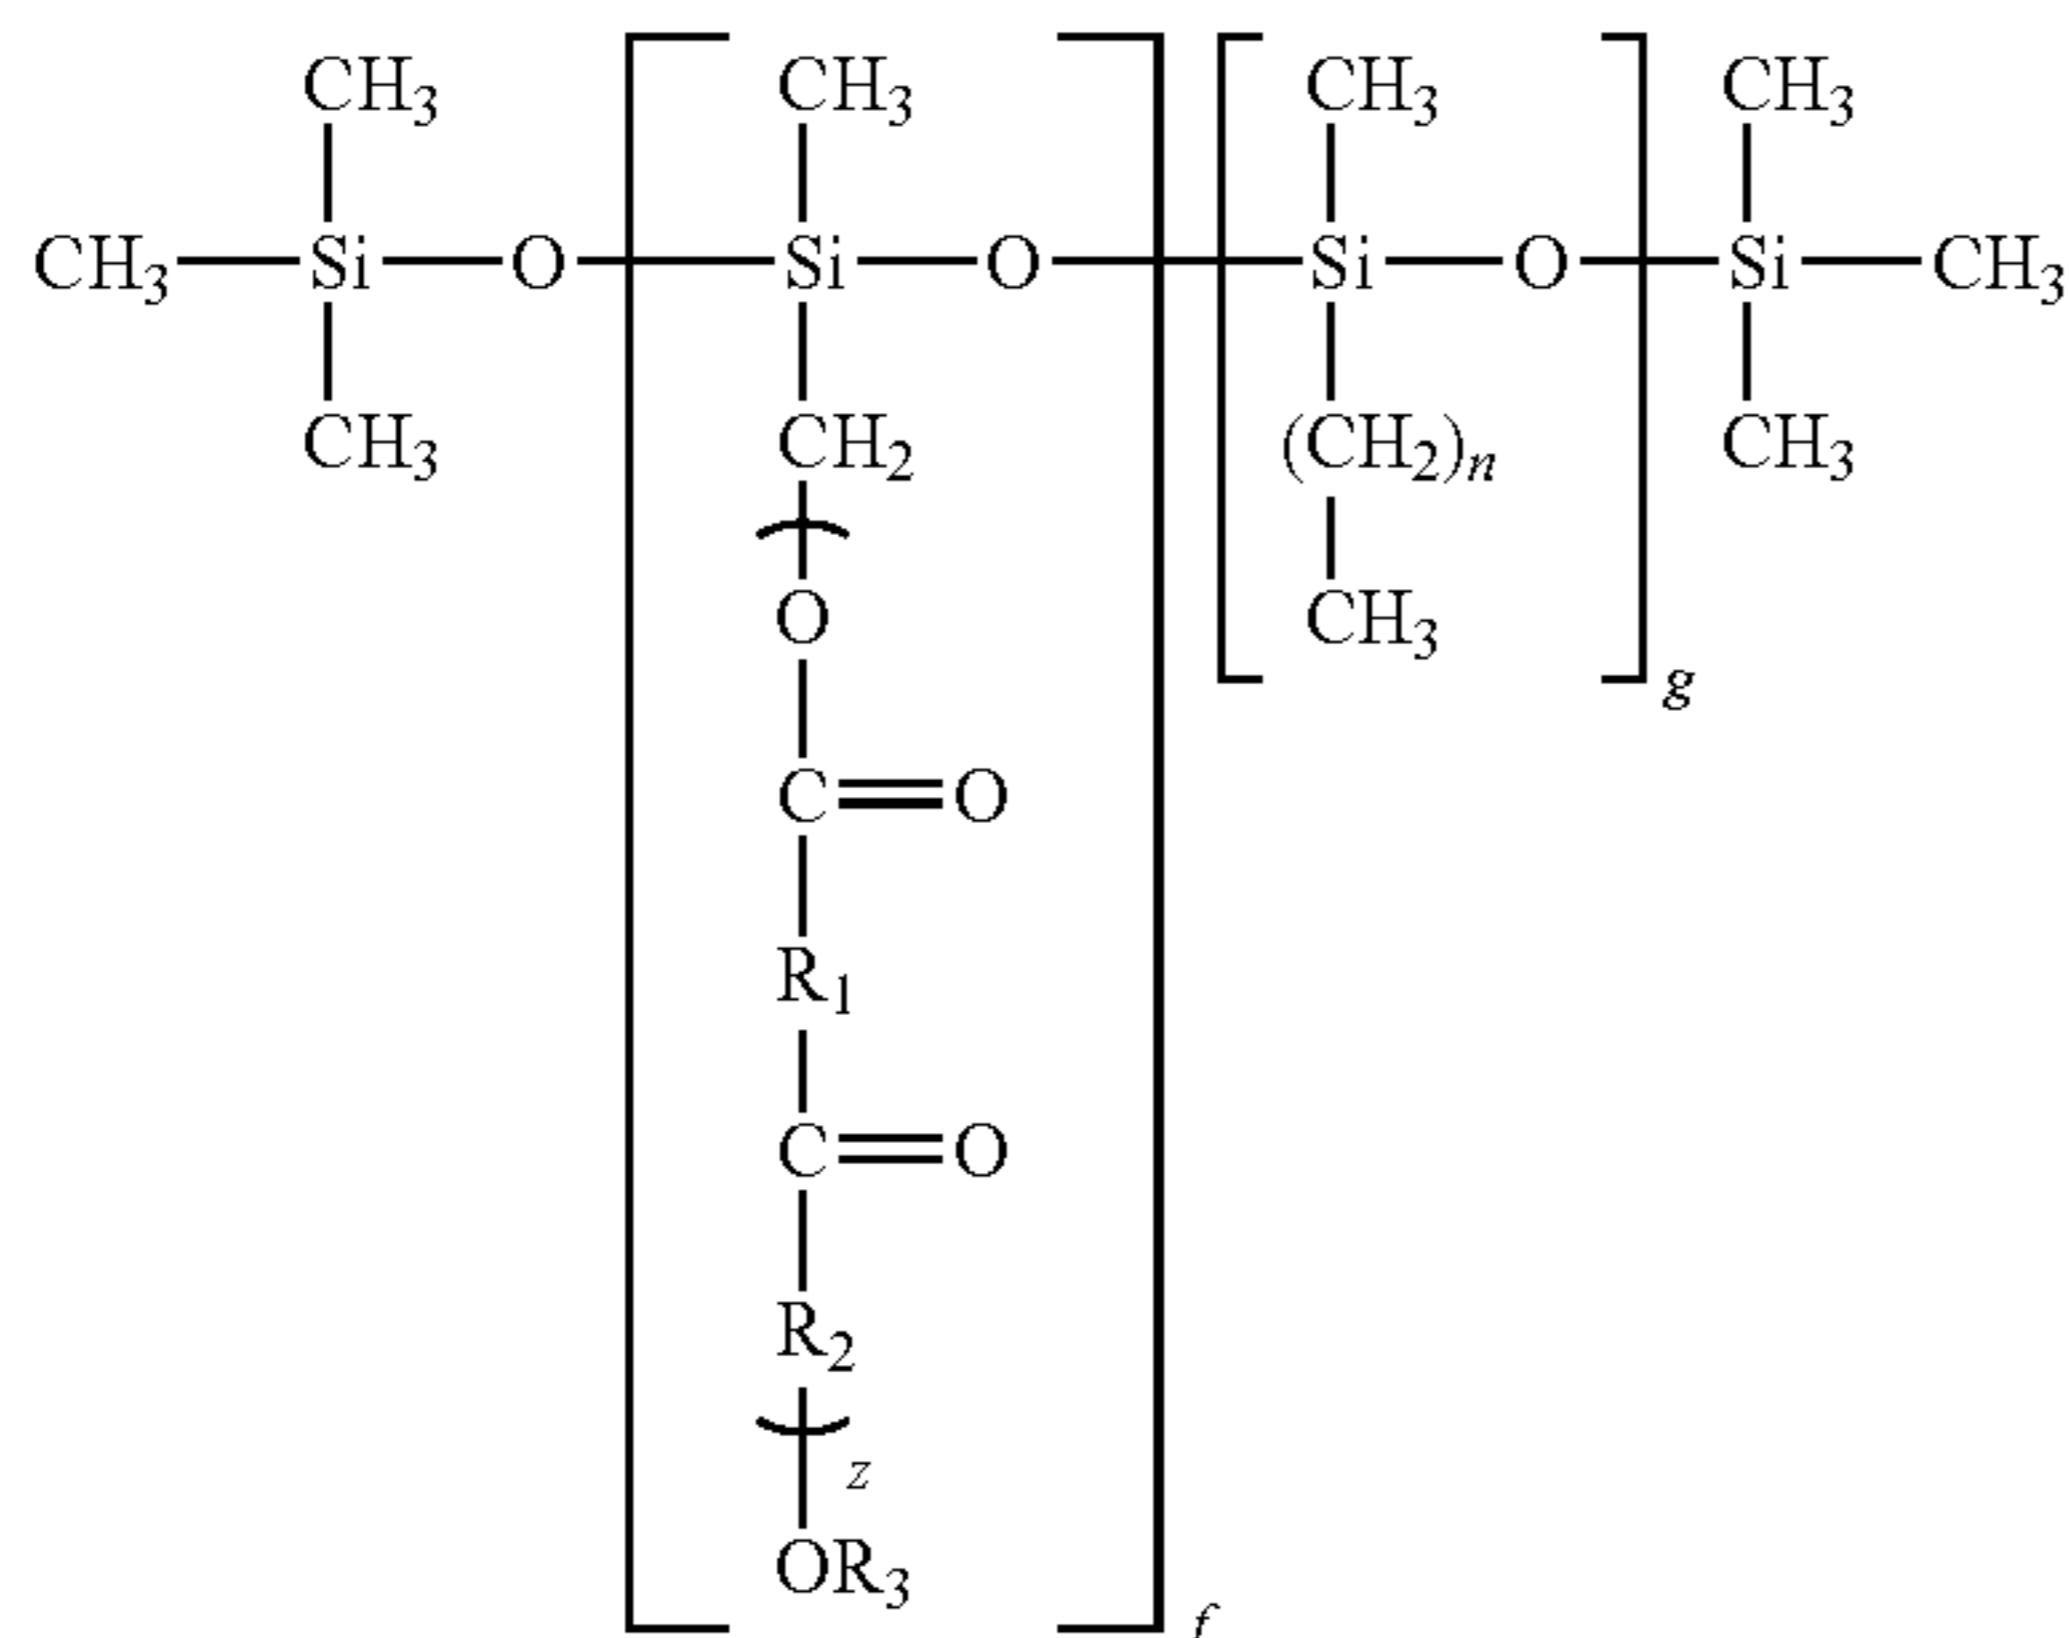 CH3 CH3 CH3 CH3
CH3 Si O Si O Si O Si CH3
CH3 CH2 (CH2)n CH3
O CH3
g
C O
R1
C O
R2
z
OR3
f